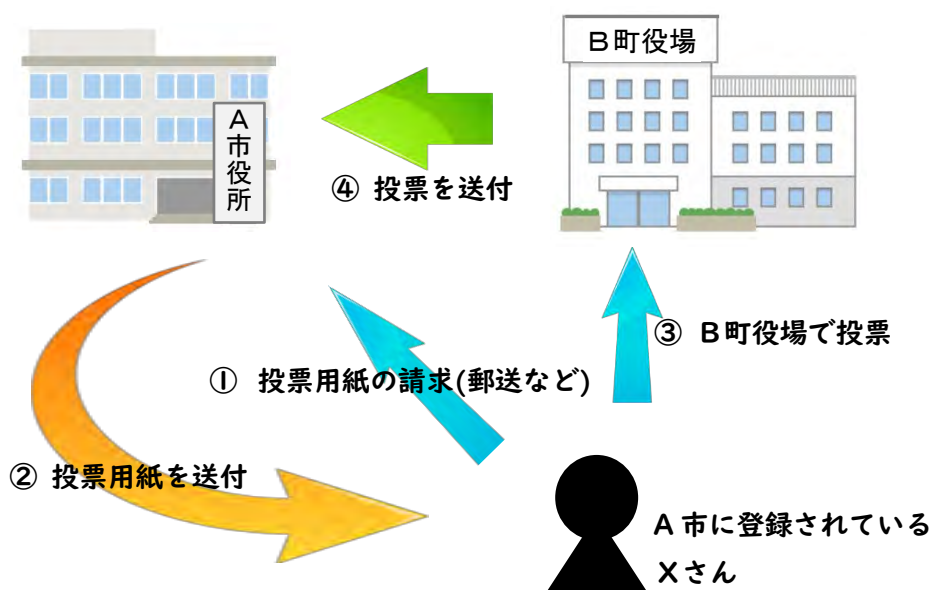 B町役場
A市役所
④ 投票を送付
③ B町役場で投票
① 投票用紙の請求(郵送など)
② 投票用紙を送付
A市に登録されている
Xさん